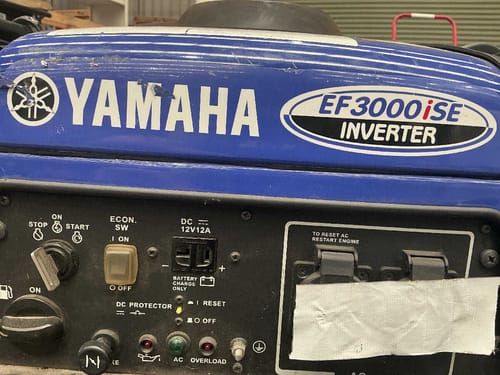 YAMAHA
EF3000iSE
INVERTER
STOP
ON
START
ECON.
SW
I ON
O OFF
DC
12V12A
- +
BATTERY
CHARGE
ONLY
TO RESET AC
RESTART ENGINE
ON
DC PROTECTOR
I RESET
O OFF
KE
AC
OVERLOAD